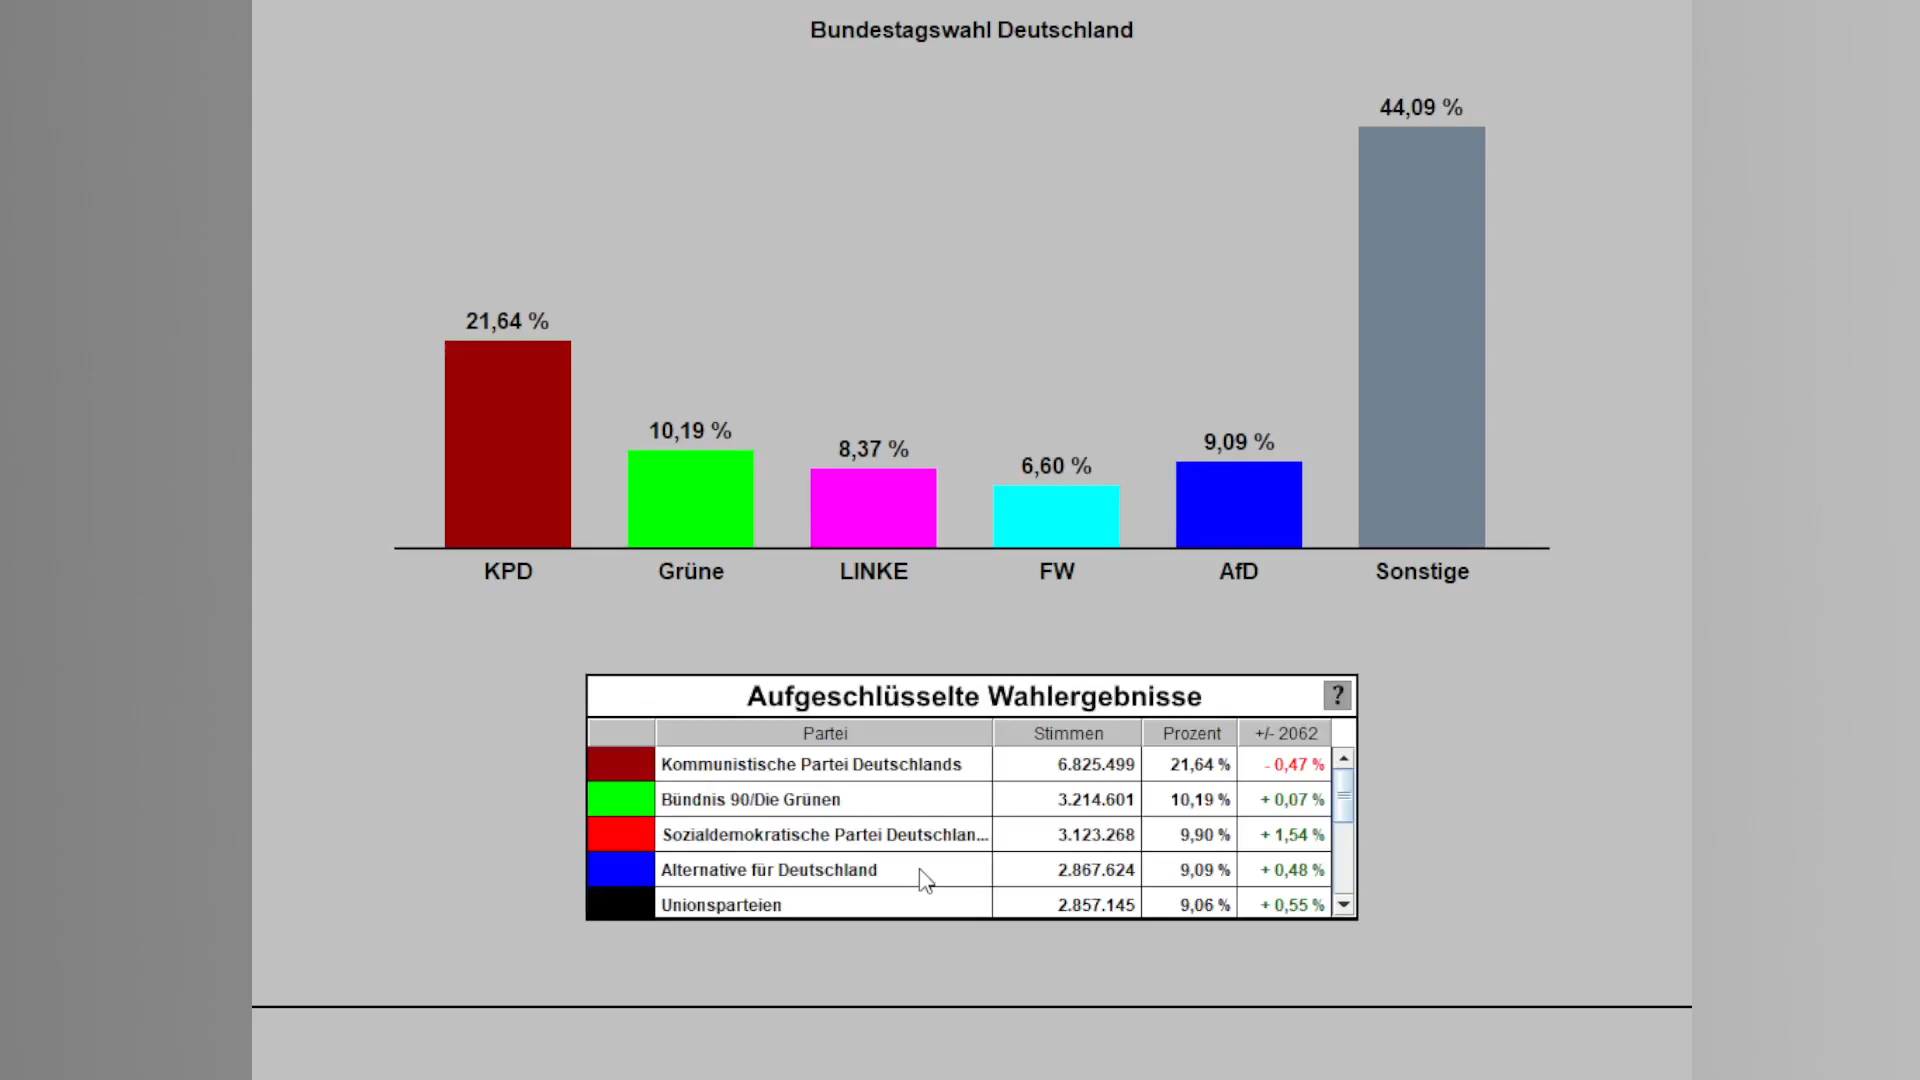 Bundestagswahl Deutschland
44,09 %
21,64 %
10,19 %
8,37 %
6,60 %
9,09 %
KPD Grüne LINKE FW AfD Sonstige
Aufgeschlüsselte Wahlergebnisse ?
Partei Stimmen Prozent +/- 2062
Kommunistische Partei Deutschlands 6.825.499 21,64 % - 0,47 %
Bündnis 90/Die Grünen 3.214.601 10,19 % + 0,07 %
Sozialdemokratische Partei Deutschlan... 3.123.268 9,90 % + 1,54 %
Alternative für Deutschland 2.867.624 9,09 % + 0,48 %
Unionsparteien 2.857.145 9,06 % + 0,55 %